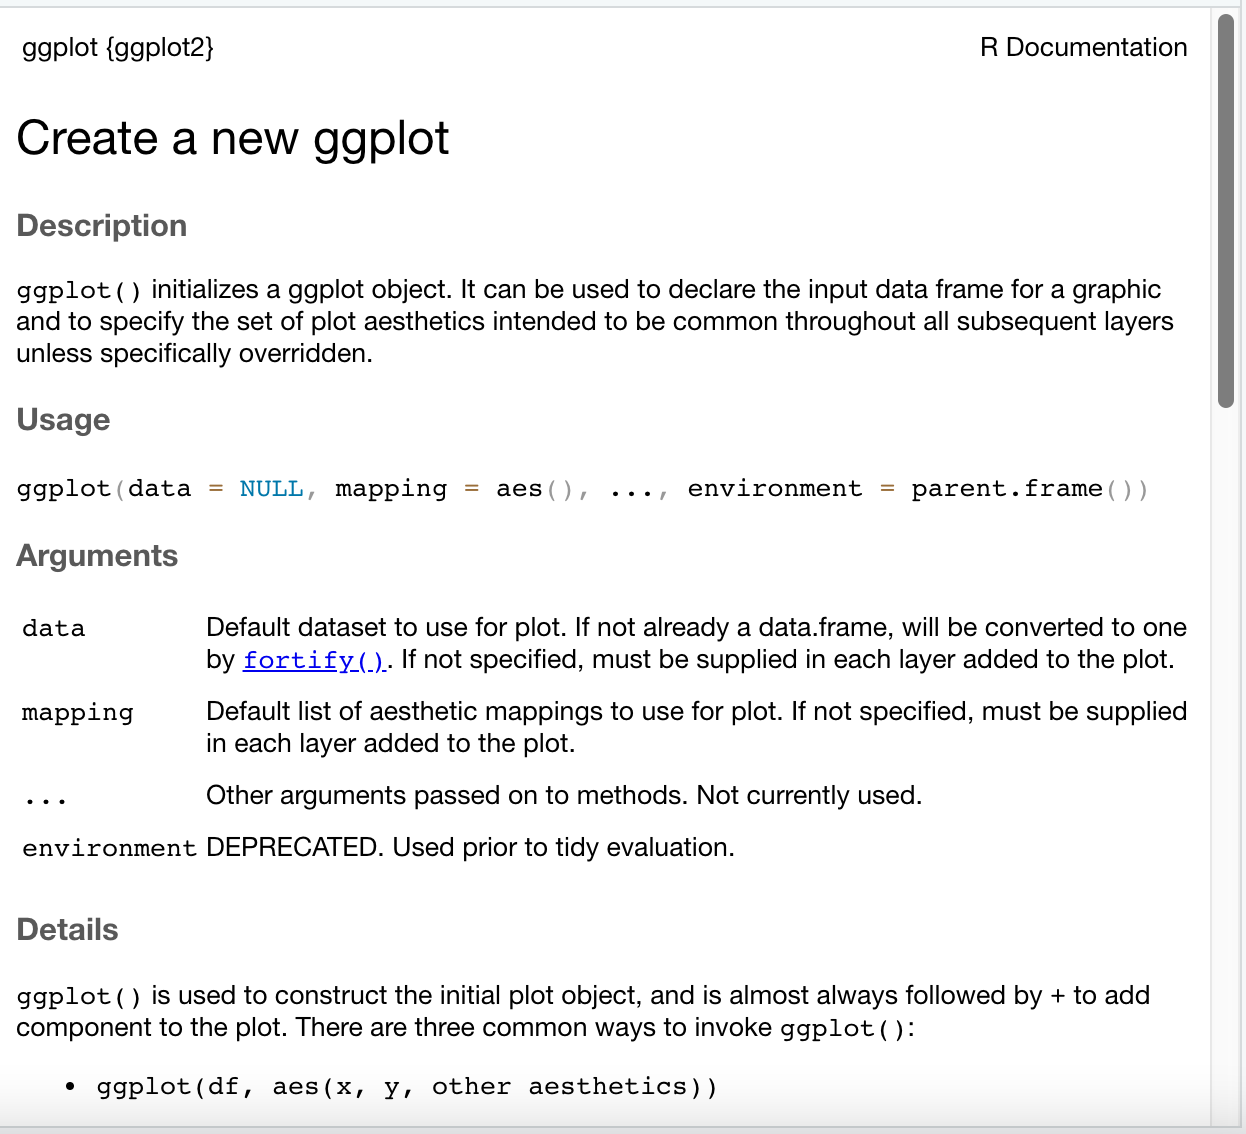 ggplot {ggplot2} R Documentation
Create a new ggplot
Description
ggplot() initializes a ggplot object. It can be used to declare the input data frame for a graphic
and to specify the set of plot aesthetics intended to be common throughout all subsequent layers
unless specifically overridden.
Usage
ggplot(data = NULL, mapping = aes(), ..., environment = parent.frame())
Arguments
data Default dataset to use for plot. If not already a data.frame, will be converted to one
by fortify(). If not specified, must be supplied in each layer added to the plot.
mapping Default list of aesthetic mappings to use for plot. If not specified, must be supplied
in each layer added to the plot.
... Other arguments passed on to methods. Not currently used.
environment DEPRECATED. Used prior to tidy evaluation.
Details
ggplot() is used to construct the initial plot object, and is almost always followed by + to add
component to the plot. There are three common ways to invoke ggplot():
• ggplot(df, aes(x, y, other aesthetics))